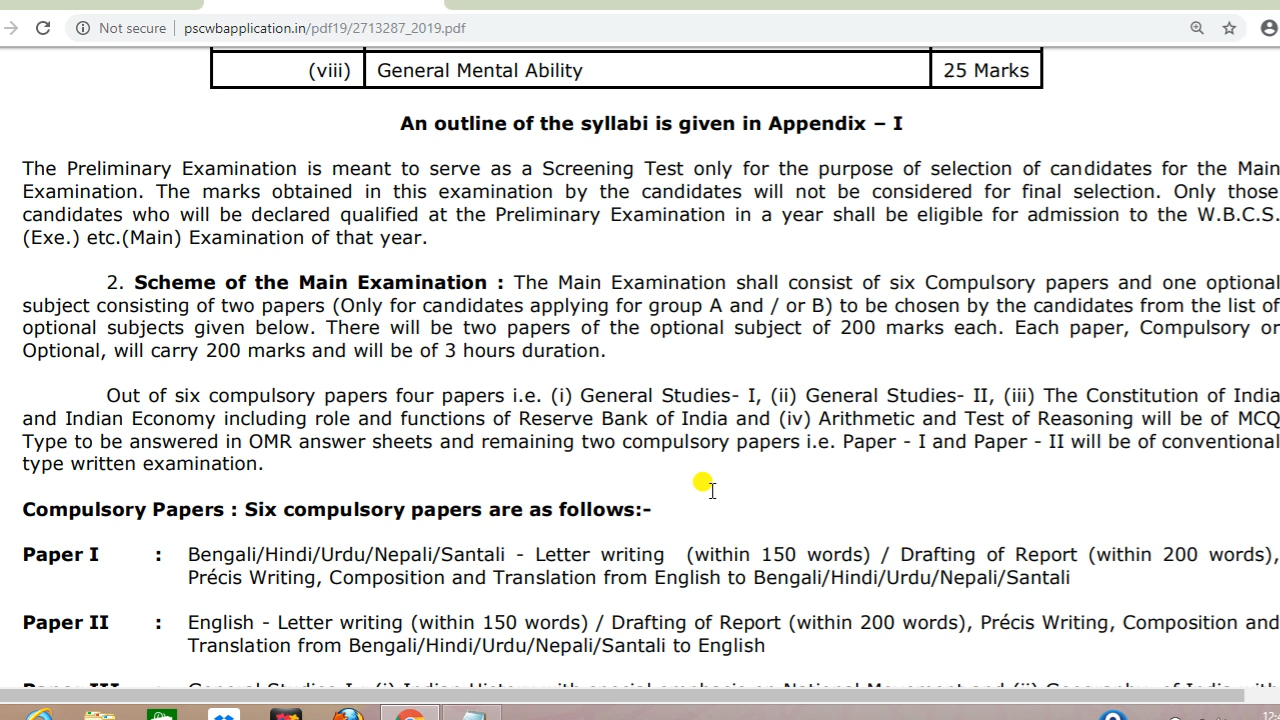 Not secure pscwbapplication.in/pdf19/2713287_2019.pdf
(viii) General Mental Ability 25 Marks
An outline of the syllabi is given in Appendix – I
The Preliminary Examination is meant to serve as a Screening Test only for the purpose of selection of candidates for the Main
Examination. The marks obtained in this examination by the candidates will not be considered for final selection. Only those
candidates who will be declared qualified at the Preliminary Examination in a year shall be eligible for admission to the W.B.C.S.
(Exe.) etc.(Main) Examination of that year.
2. Scheme of the Main Examination : The Main Examination shall consist of six Compulsory papers and one optional
subject consisting of two papers (Only for candidates applying for group A and / or B) to be chosen by the candidates from the list of
optional subjects given below. There will be two papers of the optional subject of 200 marks each. Each paper, Compulsory or
Optional, will carry 200 marks and will be of 3 hours duration.
Out of six compulsory papers four papers i.e. (i) General Studies- I, (ii) General Studies- II, (iii) The Constitution of India
and Indian Economy including role and functions of Reserve Bank of India and (iv) Arithmetic and Test of Reasoning will be of MCQ
Type to be answered in OMR answer sheets and remaining two compulsory papers i.e. Paper - I and Paper - II will be of conventional
type written examination.
Compulsory Papers : Six compulsory papers are as follows:-
Paper I : Bengali/Hindi/Urdu/Nepali/Santali - Letter writing (within 150 words) / Drafting of Report (within 200 words),
Précis Writing, Composition and Translation from English to Bengali/Hindi/Urdu/Nepali/Santali
Paper II : English - Letter writing (within 150 words) / Drafting of Report (within 200 words), Précis Writing, Composition and
Translation from Bengali/Hindi/Urdu/Nepali/Santali to English